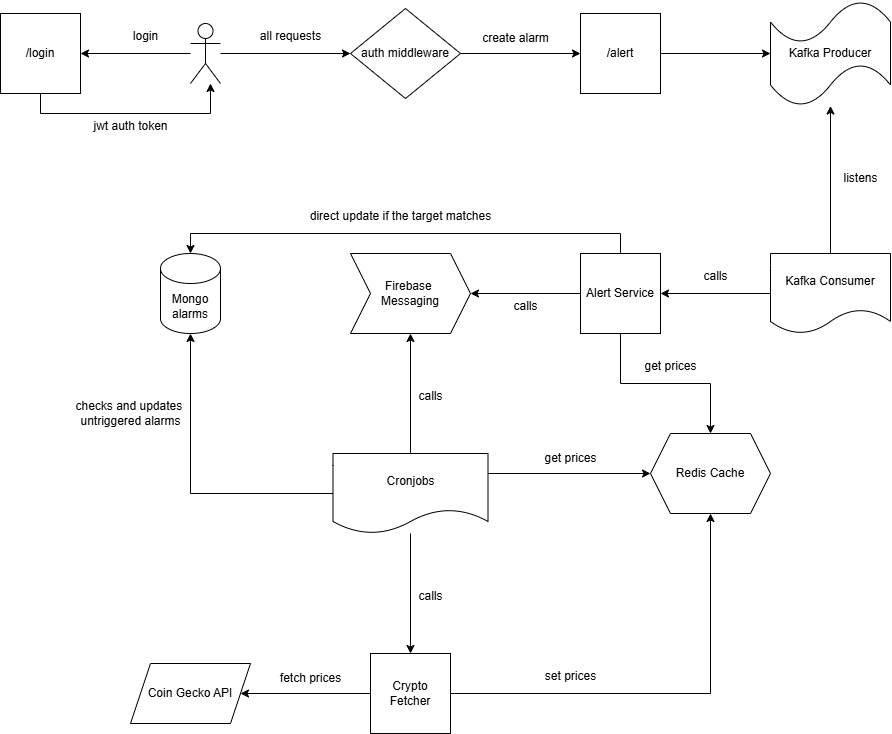 login
all requests
create alarm
/login
auth middleware
/alert
Kafka Producer
jwt auth token
listens
direct update if the target matches
Mongo
alarms
Firebase
Messaging
calls
Alert Service
calls
Kafka Consumer
get prices
checks and updates
untriggered alarms
calls
Cronjobs
get prices
Redis Cache
calls
Coin Gecko API
fetch prices
Crypto
Fetcher
set prices